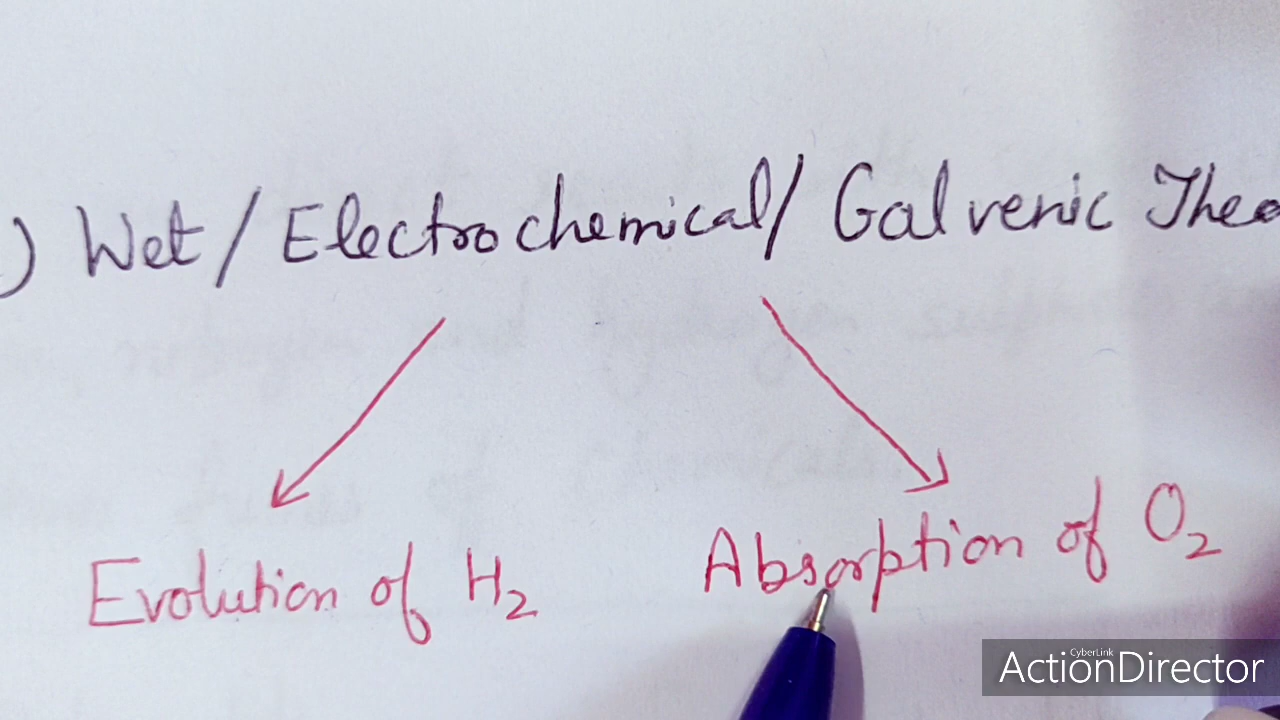 ) Wet / Electrochemical / Galvenic Theo
Evolution of H₂
Absorption of O₂
CyberLink
ActionDirector